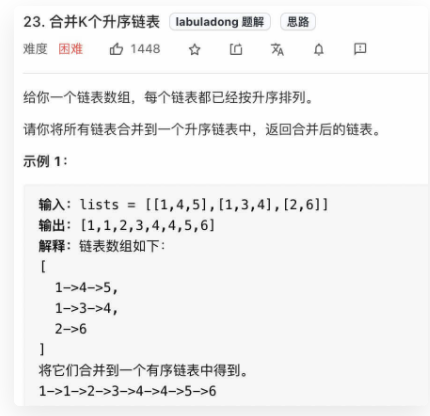 23. 合并K个升序链表 labuladong 题解 思路
难度 困难 1448
给你一个链表数组，每个链表都已经按升序排列。
请你将所有链表合并到一个升序链表中，返回合并后的链表。
示例 1：
输入：lists = [[1,4,5],[1,3,4],[2,6]]
输出：[1,1,2,3,4,4,5,6]
解释：链表数组如下：
[
  1->4->5,
  1->3->4,
  2->6
]
将它们合并到一个有序链表中得到。
1->1->2->3->4->4->5->6